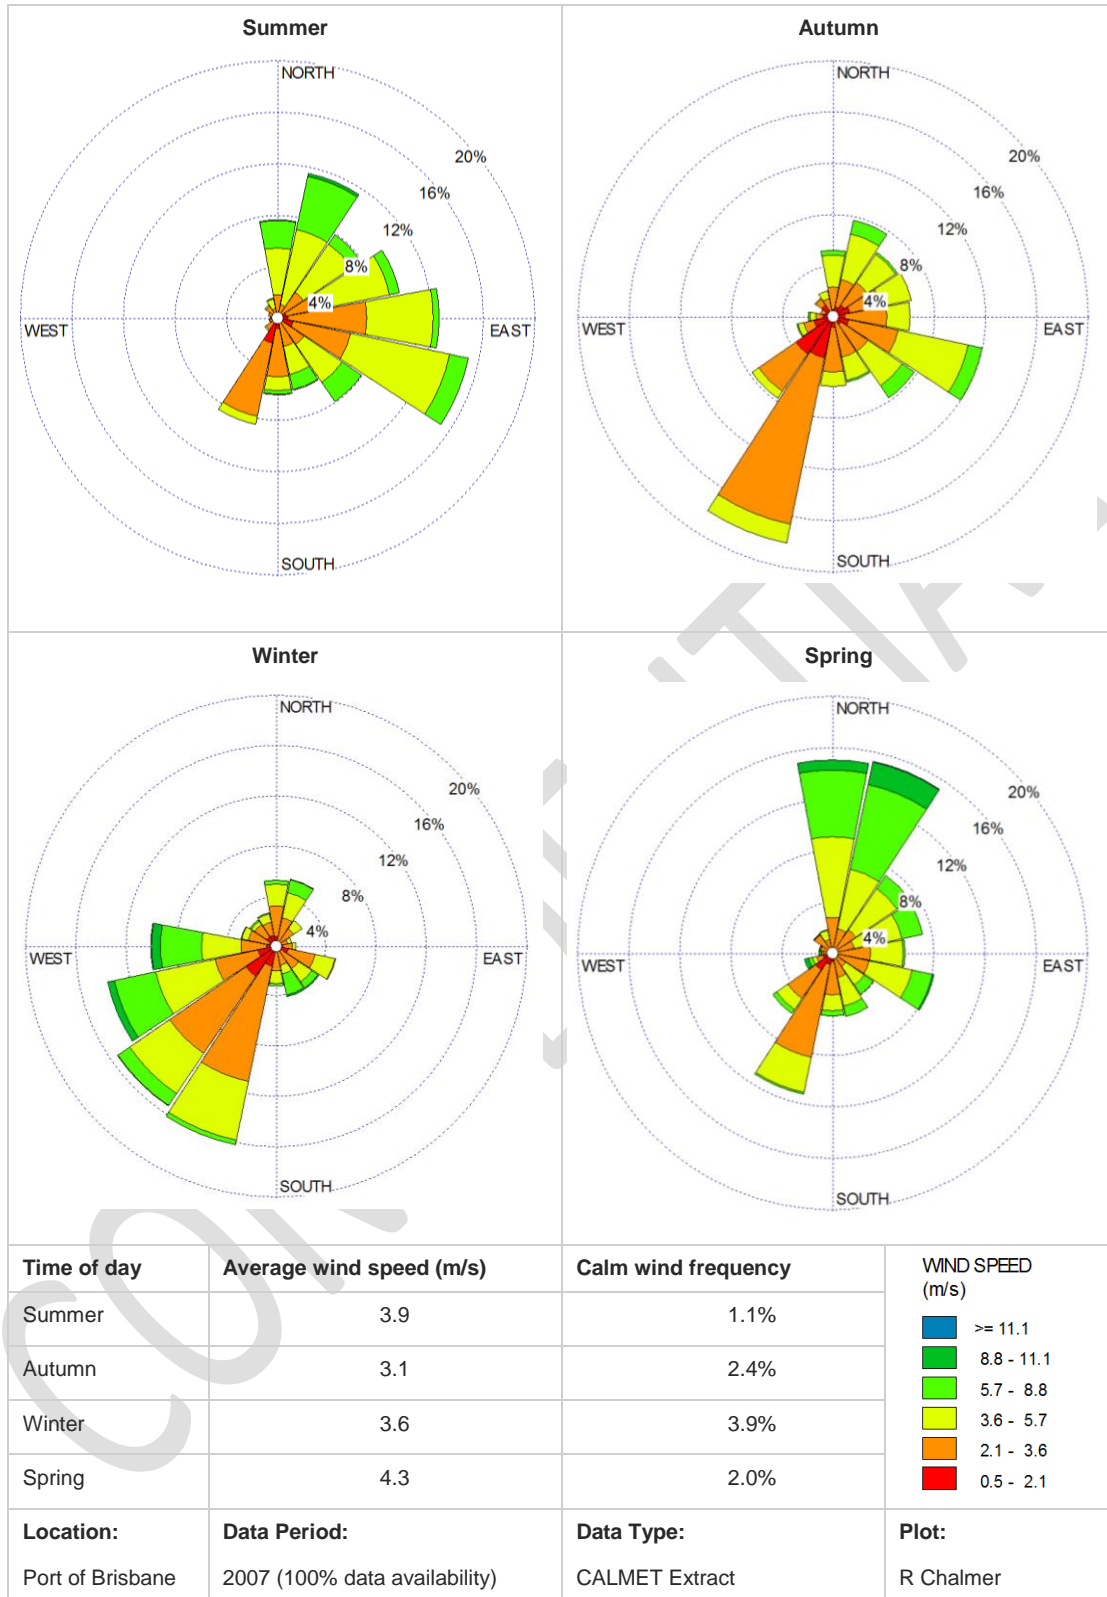 Summer
NORTH
20%
16%
12%
8%
4%
WEST
EAST
SOUTH
Autumn
NORTH
20%
16%
12%
8%
4%
WEST
EAST
SOUTH
Winter
NORTH
20%
16%
12%
8%
4%
WEST
EAST
SOUTH
Spring
NORTH
20%
16%
12%
8%
4%
WEST
EAST
SOUTH
Time of day Average wind speed (m/s) Calm wind frequency
Summer 3.9 1.1%
Autumn 3.1 2.4%
Winter 3.6 3.9%
Spring 4.3 2.0%
WIND SPEED
(m/s)
>= 11.1
8.8 - 11.1
5.7 - 8.8
3.6 - 5.7
2.1 - 3.6
0.5 - 2.1
Location: Data Period: Data Type: Plot:
Port of Brisbane 2007 (100% data availability) CALMET Extract R Chalmer